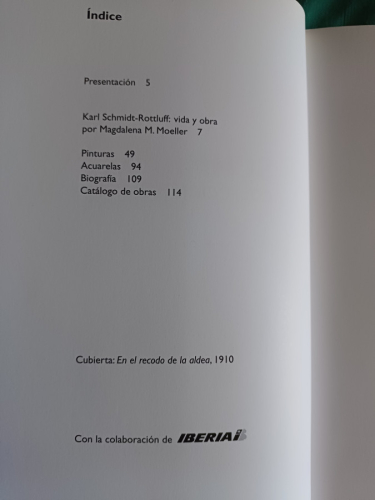 Índice
Presentación 5
Karl Schmidt-Rottluff: vida y obra
por Magdalena M. Moeller 7
Pinturas 49
Acuarelas 94
Biografía 109
Catálogo de obras 114
Cubierta: En el recodo de la aldea, 1910
Con la colaboración de IBERIA